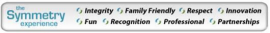 the
Symmetry
experience
Integrity Family Friendly Respect Innovation
Fun Recognition Professional Partnerships